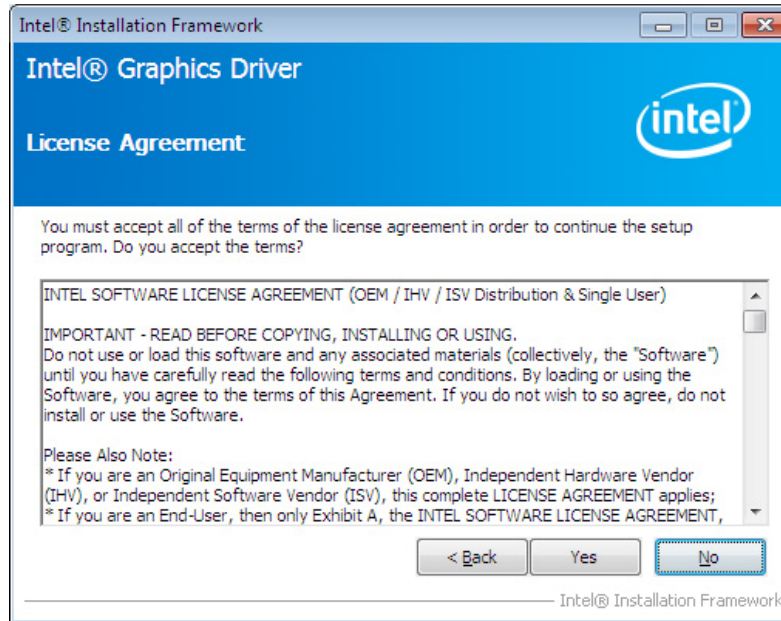 Intel® Installation Framework
Intel® Graphics Driver
License Agreement
intel
You must accept all of the terms of the license agreement in order to continue the setup
program. Do you accept the terms?
INTEL SOFTWARE LICENSE AGREEMENT (OEM / IHV / ISV Distribution & Single User)
IMPORTANT - READ BEFORE COPYING, INSTALLING OR USING.
Do not use or load this software and any associated materials (collectively, the "Software")
until you have carefully read the following terms and conditions. By loading or using the
Software, you agree to the terms of this Agreement. If you do not wish to so agree, do not
install or use the Software.
Please Also Note:
* If you are an Original Equipment Manufacturer (OEM), Independent Hardware Vendor
(IHV), or Independent Software Vendor (ISV), this complete LICENSE AGREEMENT applies;
* If you are an End-User, then only Exhibit A, the INTEL SOFTWARE LICENSE AGREEMENT,
< Back Yes No
Intel® Installation Framework